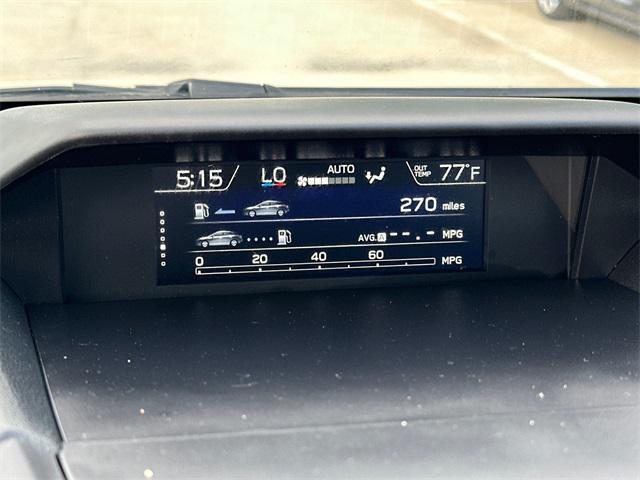 5:15 LO AUTO OUT TEMP 77°F
270 miles
AVG. A --.- MPG
0 20 40 60 MPG